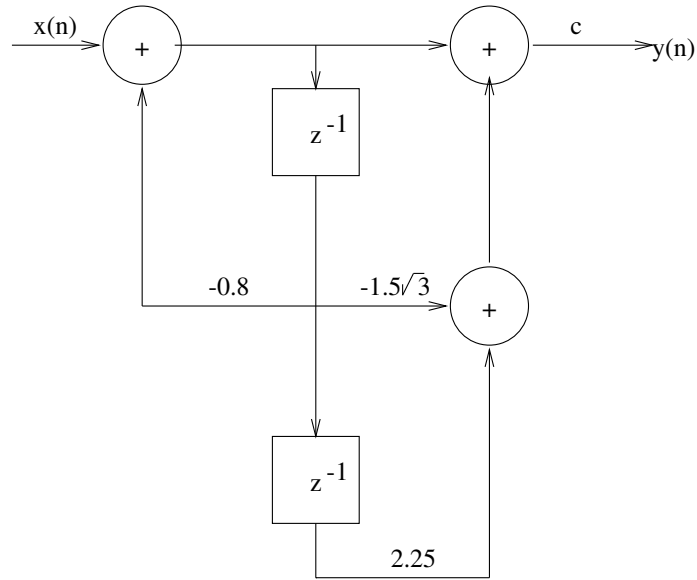 x(n)
+
+
c
y(n)
z^-1
-0.8
-1.5√3
+
z^-1
2.25